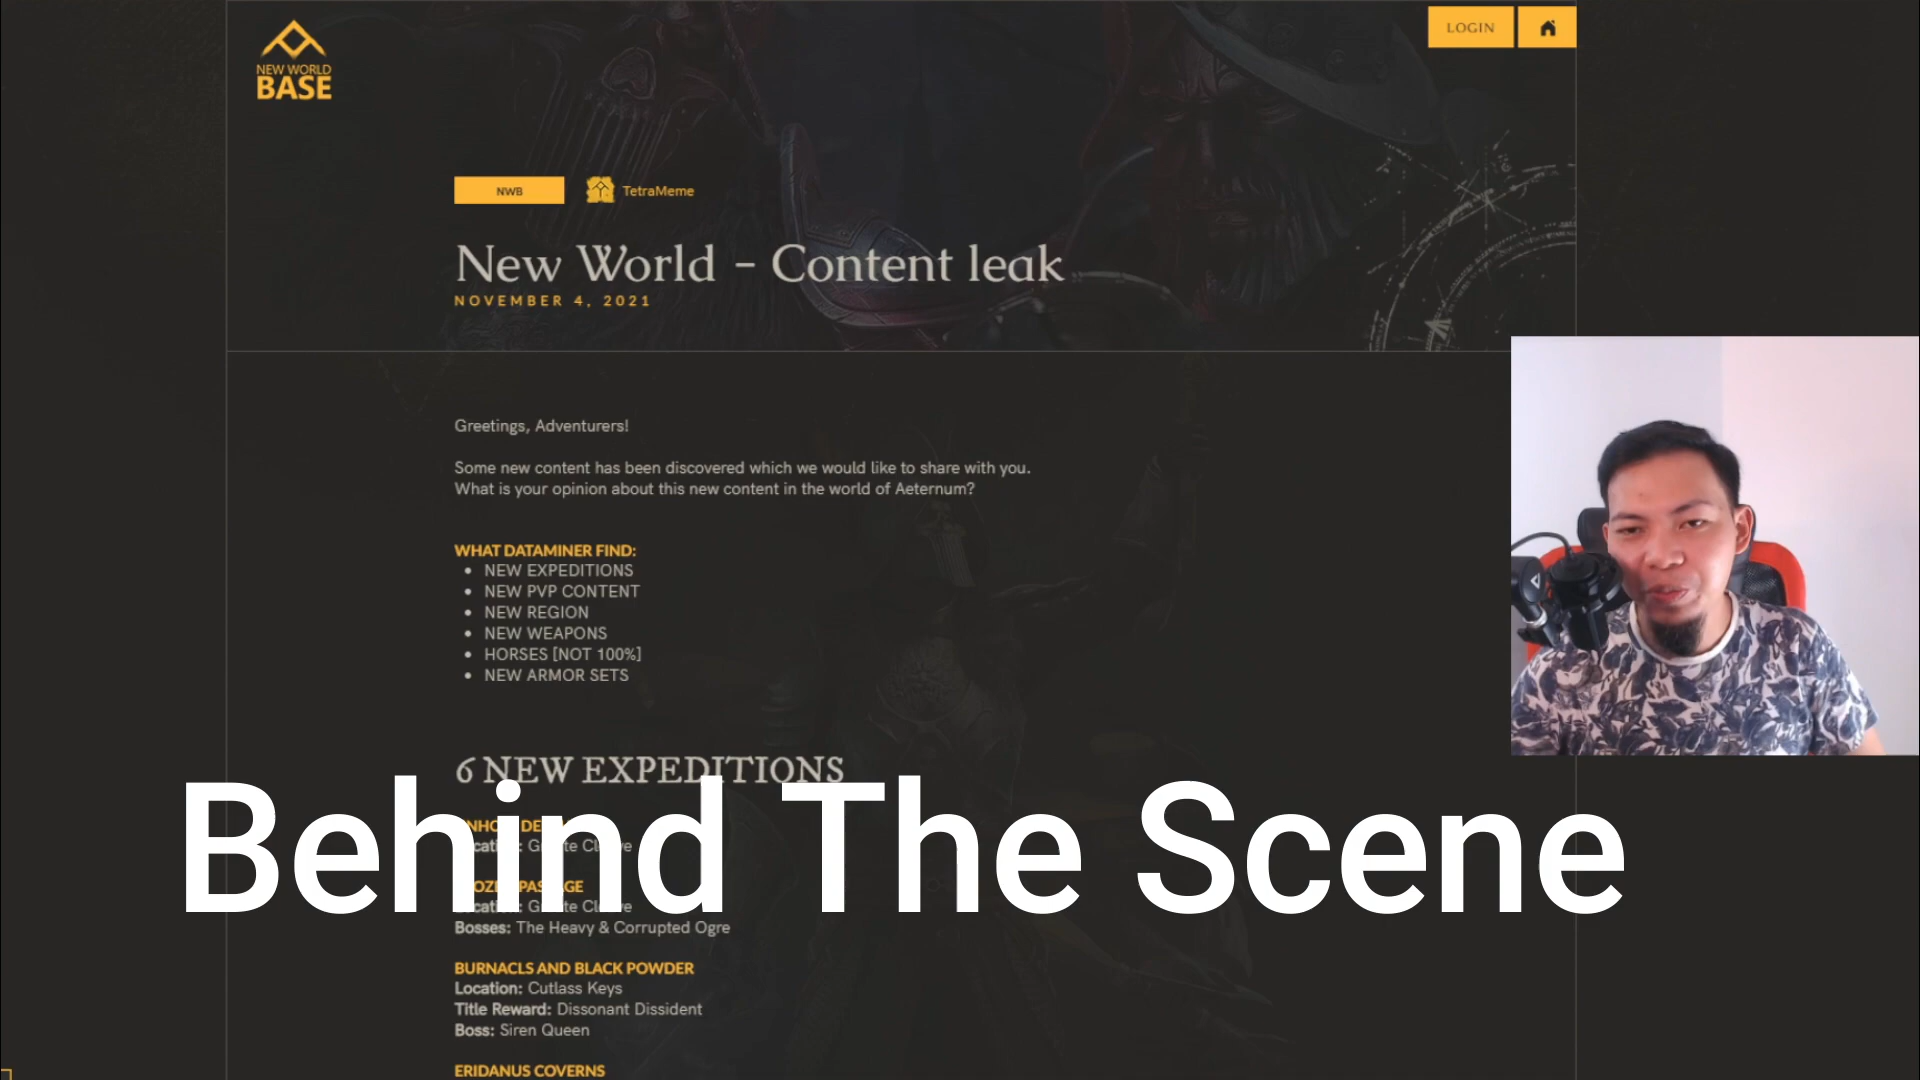 NEW WORLD
BASE
LOGIN
NWB
TetraMeme
New World - Content leak
NOVEMBER 4, 2021
Greetings, Adventurers!
Some new content has been discovered which we would like to share with you.
What is your opinion about this new content in the world of Aeternum?
WHAT DATAMINER FIND:
• NEW EXPEDITIONS
• NEW PVP CONTENT
• NEW REGION
• NEW WEAPONS
• HORSES [NOT 100%]
• NEW ARMOR SETS
6 NEW EXPEDITIONS
Behind The Scene
Bosses: The Heavy & Corrupted Ogre
BURNACLS AND BLACK POWDER
Location: Cutlass Keys
Title Reward: Dissonant Dissident
Boss: Siren Queen
ERIDANUS COVERNS